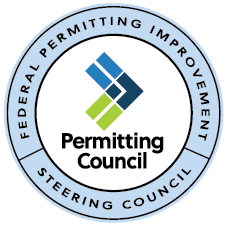 FEDERAL PERMITTING IMPROVEMENT
Permitting
Council
STEERING COUNCIL